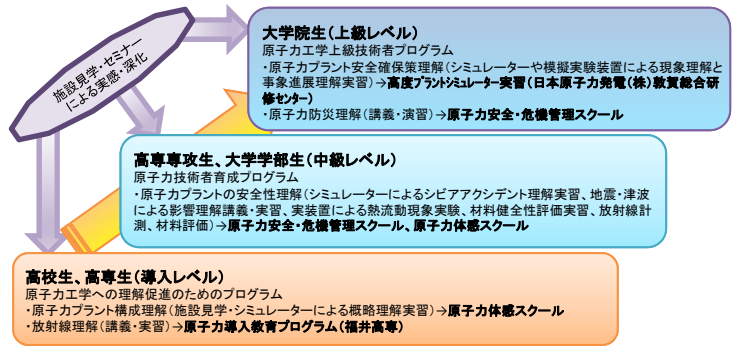 施設見学・セミナー
による実感・深化
大学院生(上級レベル)
原子力工学上級技術者プログラム
・原子力プラント安全確保策理解(シミュレーターや模擬実験装置による現象理解と
事象進展理解実習)→高度プラントシミュレーター実習(日本原子力発電(株)敦賀総合研
修センター)
・原子力防災理解(講義・演習)→原子力安全・危機管理スクール
高専専攻生、大学学部生(中級レベル)
原子力技術者育成プログラム
・原子力プラントの安全性理解(シミュレーターによるシビアアクシデント理解実習、地震・津波
による影響理解講義・実習、実装置による熱流動現象実験、材料健全性評価実習、放射線計
測、材料評価)→原子力安全・危機管理スクール、原子力体感スクール
高校生、高専生(導入レベル)
原子力工学への理解促進のためのプログラム
・原子力プラント構成理解(施設見学・シミュレーターによる概略理解実習)→原子力体感スクール
・放射線理解(講義・実習)→原子力導入教育プログラム(福井高専)